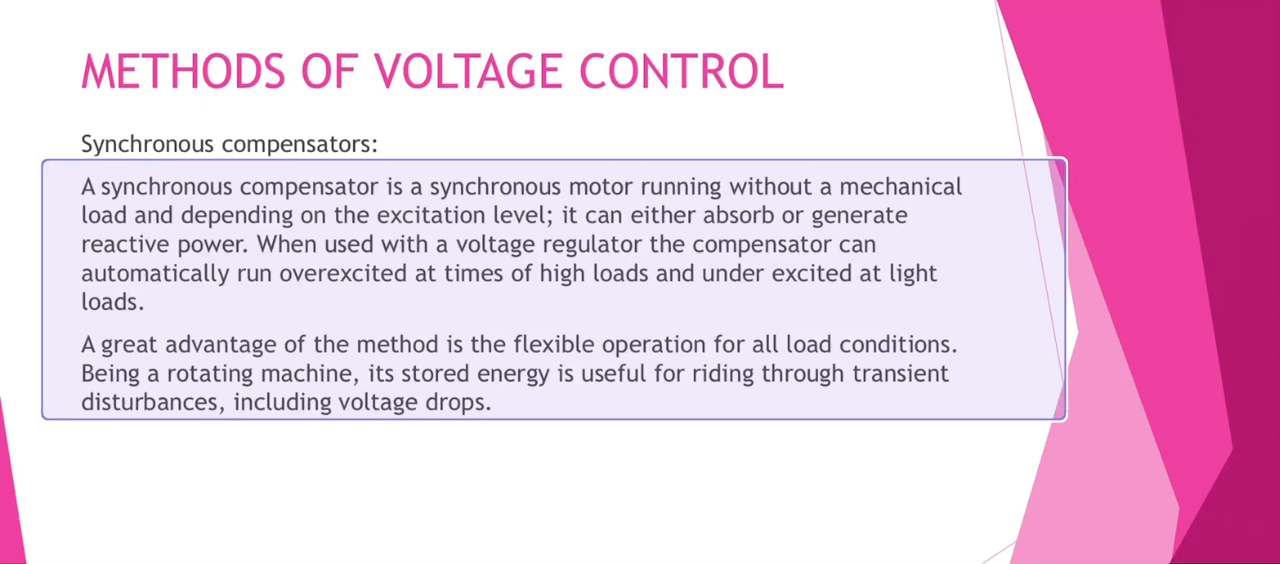 METHODS OF VOLTAGE CONTROL
Synchronous compensators:
A synchronous compensator is a synchronous motor running without a mechanical
load and depending on the excitation level; it can either absorb or generate
reactive power. When used with a voltage regulator the compensator can
automatically run overexcited at times of high loads and under excited at light
loads.
A great advantage of the method is the flexible operation for all load conditions.
Being a rotating machine, its stored energy is useful for riding through transient
disturbances, including voltage drops.